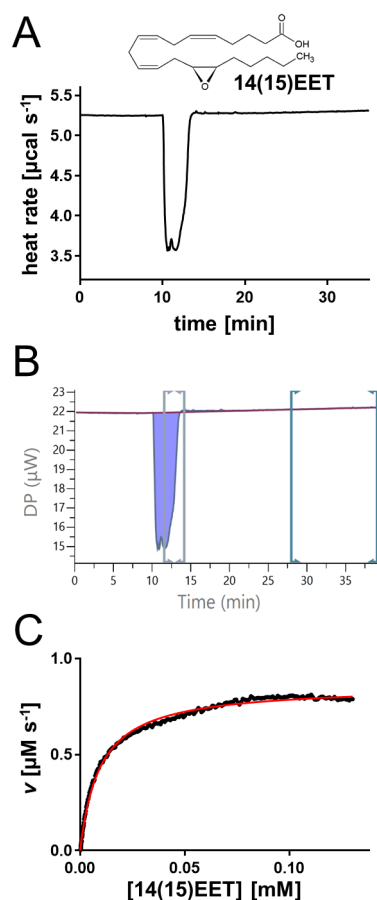 A
O
OH
CH₃
O
14(15)EET
heat rate [µcal s⁻¹]
5.5
5.0
4.5
4.0
3.5
0 10 20 30
time [min]
B
DP (µW)
23
22
21
20
19
18
17
16
15
0 5 10 15 20 25 30 35
Time (min)
C
v [µM s⁻¹]
1.0
0.5
0.0
0.00 0.05 0.10
[14(15)EET] [mM]